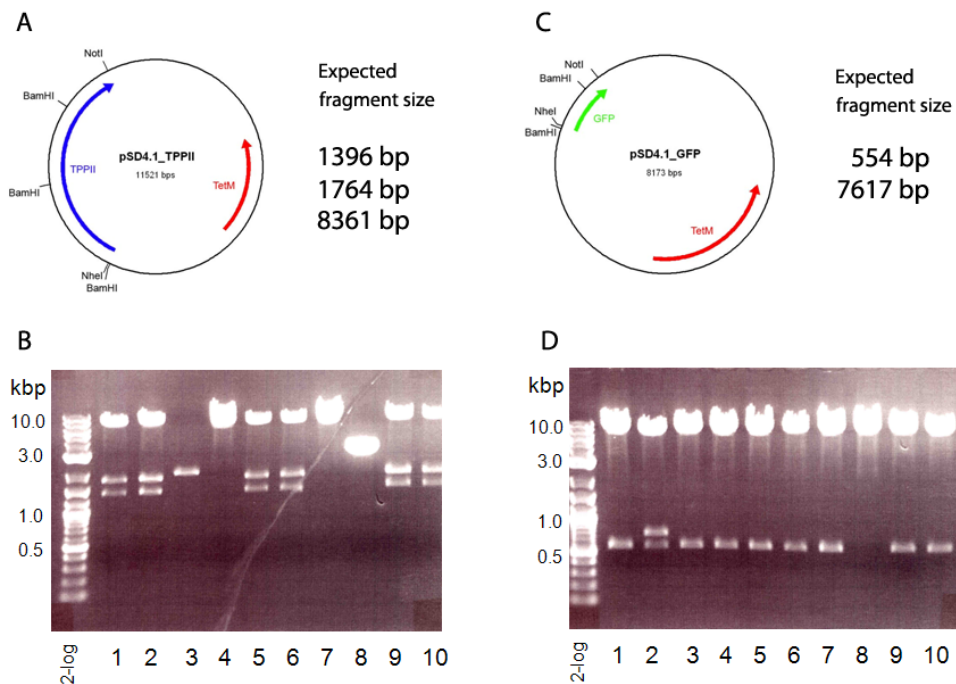 A
NotI
BamHI
TPPII
pSD4.1_TPPII
11521 bps
TetM
BamHI
NheI
BamHI
Expected
fragment size
1396 bp
1764 bp
8361 bp
C
NotI
BamHI
NheI
BamHI
GFP
pSD4.1_GFP
8173 bps
TetM
Expected
fragment size
554 bp
7617 bp
B
kbp
10.0
3.0
1.0
0.5
2-log
1 2 3 4 5 6 7 8 9 10
D
kbp
10.0
3.0
1.0
0.5
2-log
1 2 3 4 5 6 7 8 9 10